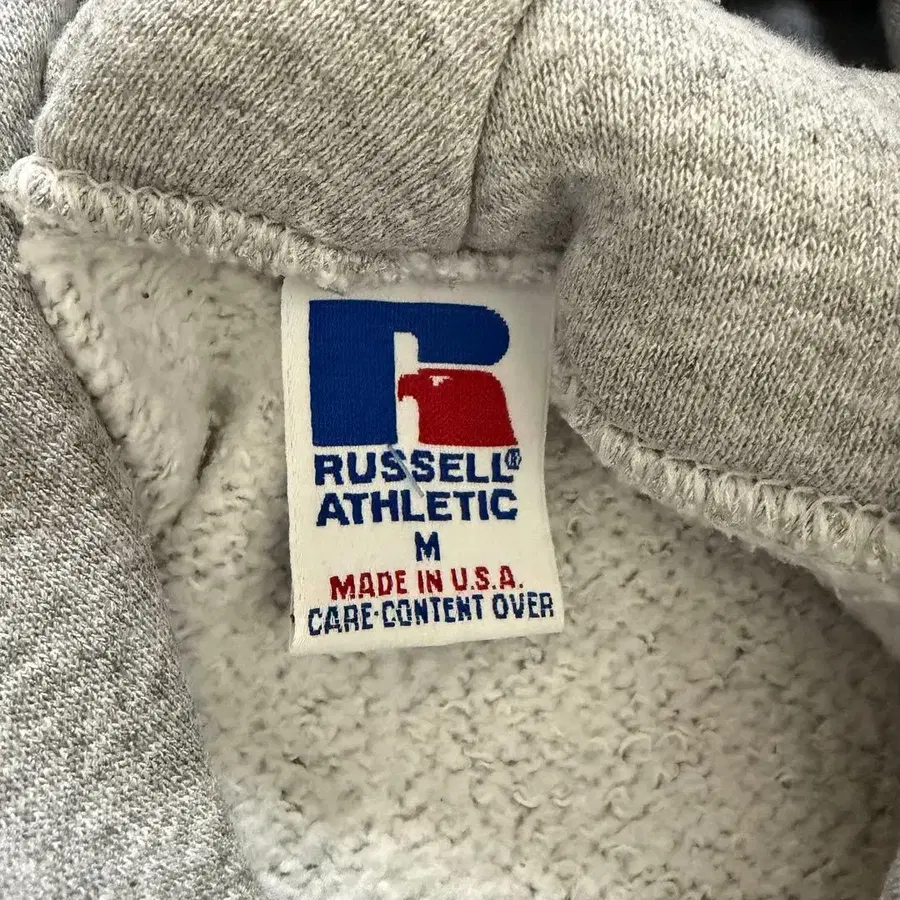 RUSSELL®
ATHLETIC
M
MADE IN U.S.A.
CARE-CONTENT OVER